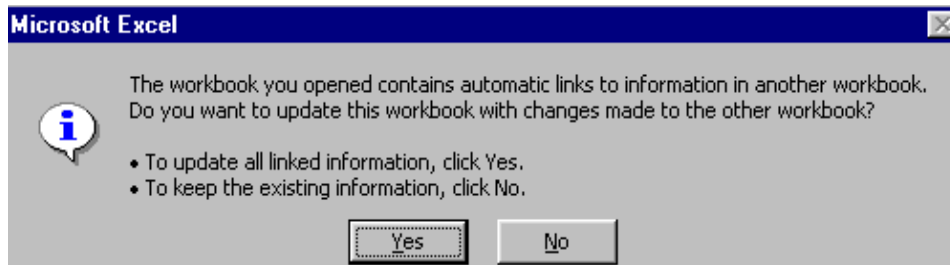 Microsoft Excel
The workbook you opened contains automatic links to information in another workbook.
Do you want to update this workbook with changes made to the other workbook?
• To update all linked information, click Yes.
• To keep the existing information, click No.
Yes No